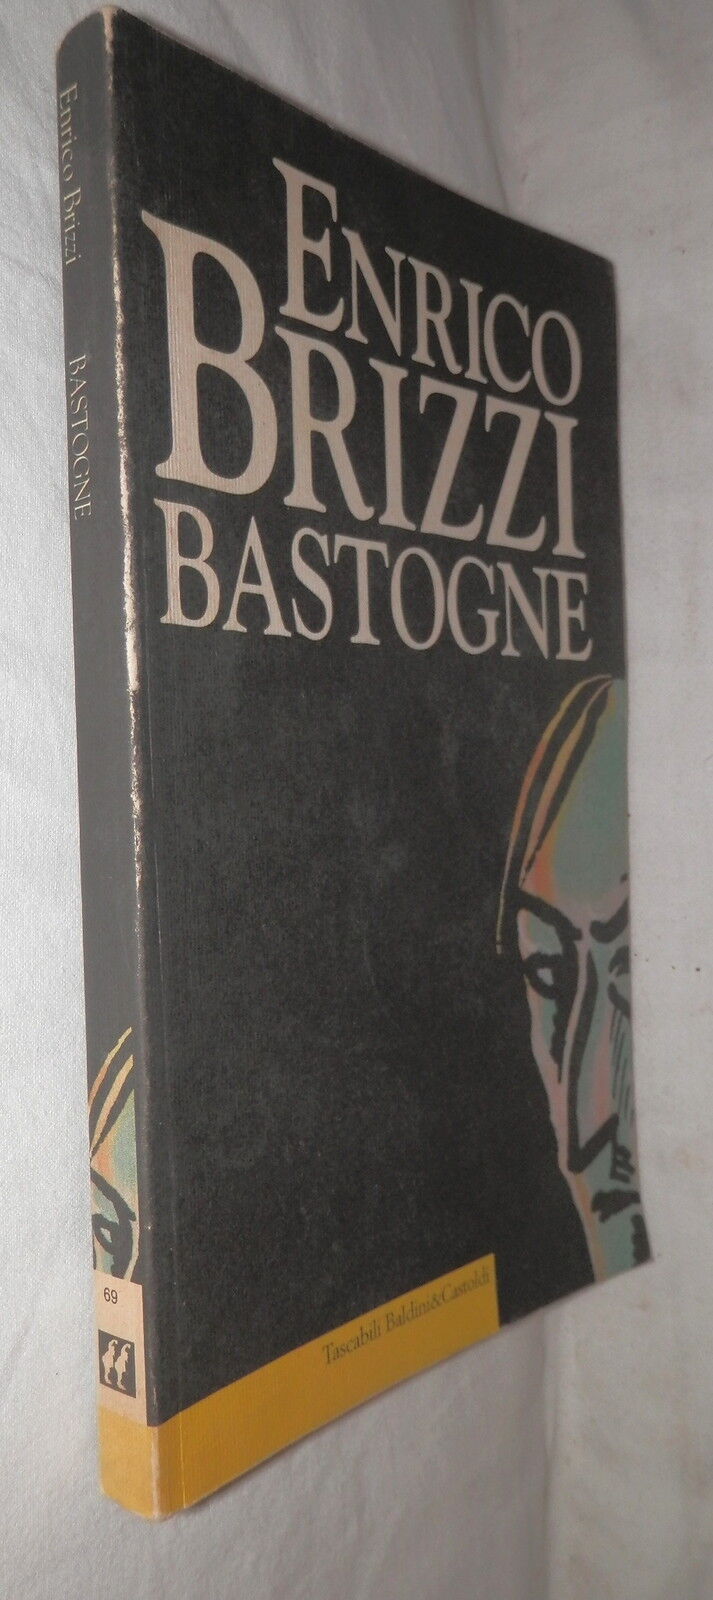 Enrico Brizzi BASTOGNE
69
ENRICO
BRIZZI
BASTOGNE
Tascabili Baldini&Castoldi